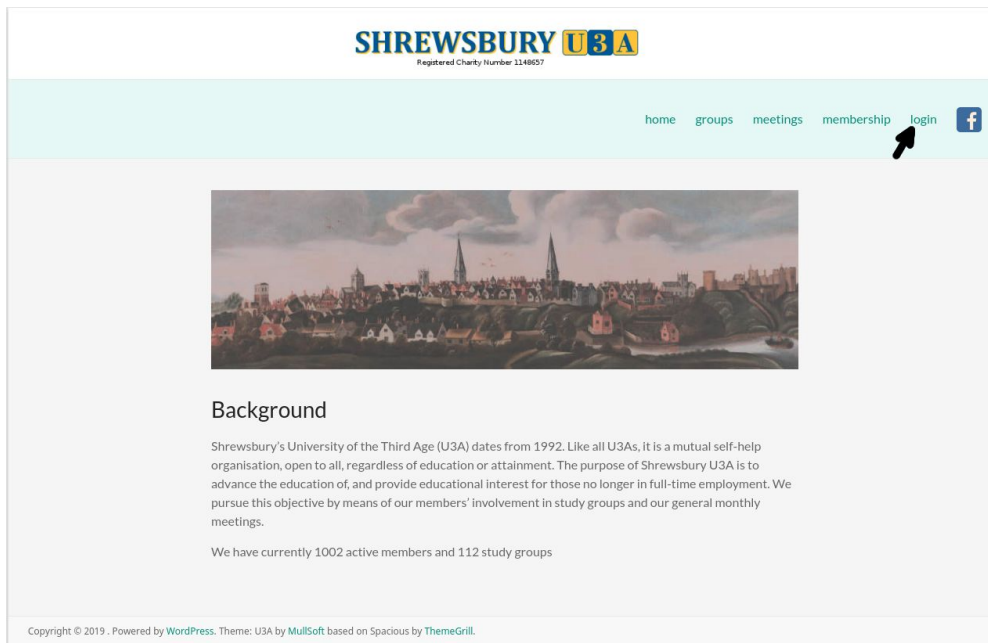 SHREWSBURY U3A
Registered Charity Number 1148657
home groups meetings membership login f
Background
Shrewsbury's University of the Third Age (U3A) dates from 1992. Like all U3As, it is a mutual self-help
organisation, open to all, regardless of education or attainment. The purpose of Shrewsbury U3A is to
advance the education of, and provide educational interest for those no longer in full-time employment. We
pursue this objective by means of our members' involvement in study groups and our general monthly
meetings.
We have currently 1002 active members and 112 study groups
Copyright © 2019 . Powered by WordPress. Theme: U3A by MullSoft based on Spacious by ThemeGrill.